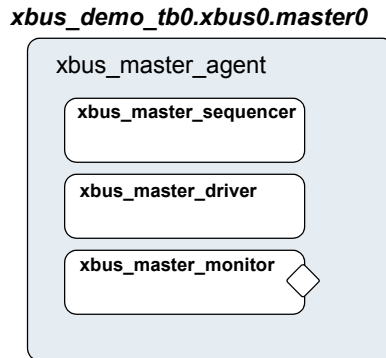 xbus_demo_tb0.xbus0.master0
xbus_master_agent
xbus_master_sequencer
xbus_master_driver
xbus_master_monitor